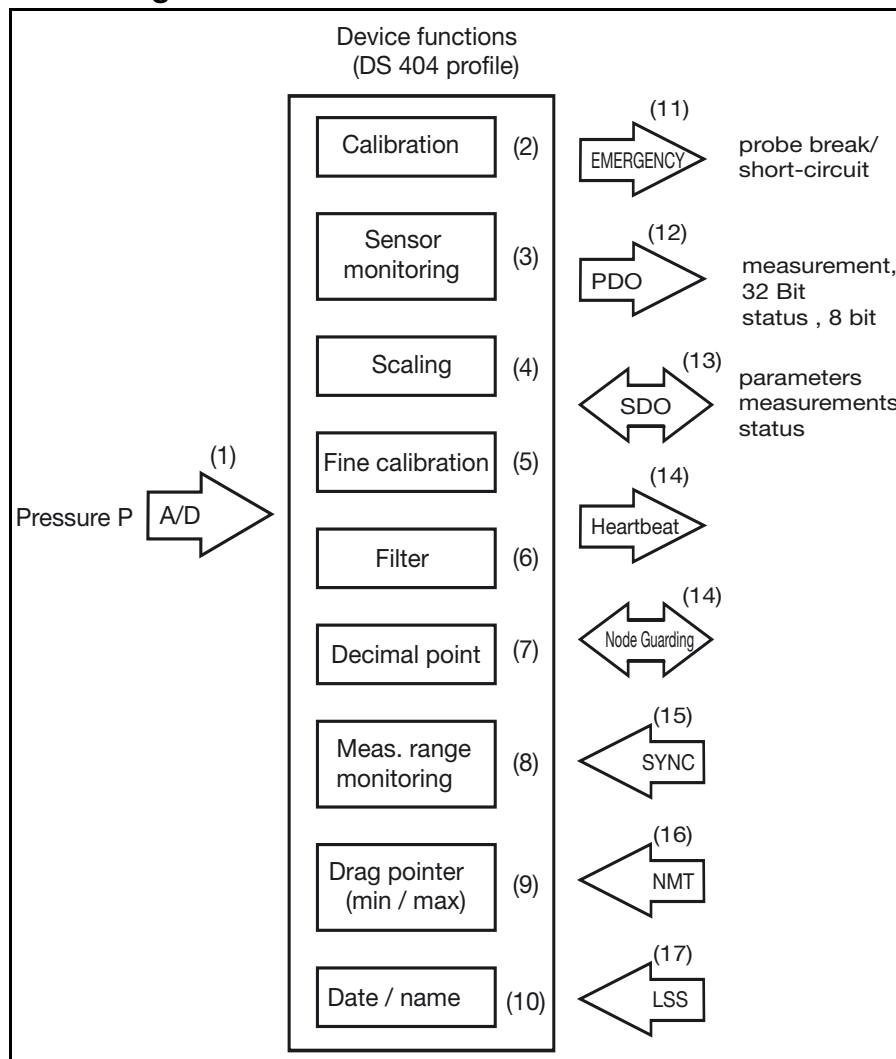 Device functions
(DS 404 profile)
Pressure P
(1)
A/D
Calibration
(2)
Sensor
monitoring
(3)
Scaling
(4)
Fine calibration
(5)
Filter
(6)
Decimal point
(7)
Meas. range
monitoring
(8)
Drag pointer
(min / max)
(9)
Date / name
(10)
(11)
EMERGENCY
probe break/
short-circuit
(12)
PDO
measurement,
32 Bit
status , 8 bit
(13)
SDO
parameters
measurements
status
(14)
Heartbeat
(14)
Node Guarding
(15)
SYNC
(16)
NMT
(17)
LSS